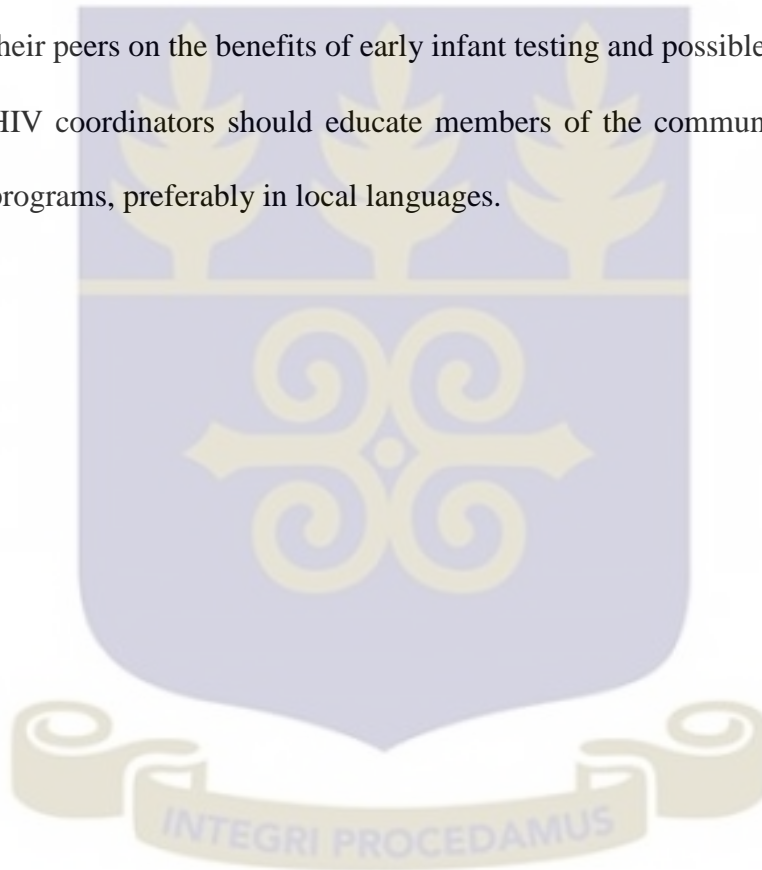 heir peers on the benefits of early infant testing and possible
HIV coordinators should educate members of the commun
programs, preferably in local languages.
INTEGRI PROCEDAMUS